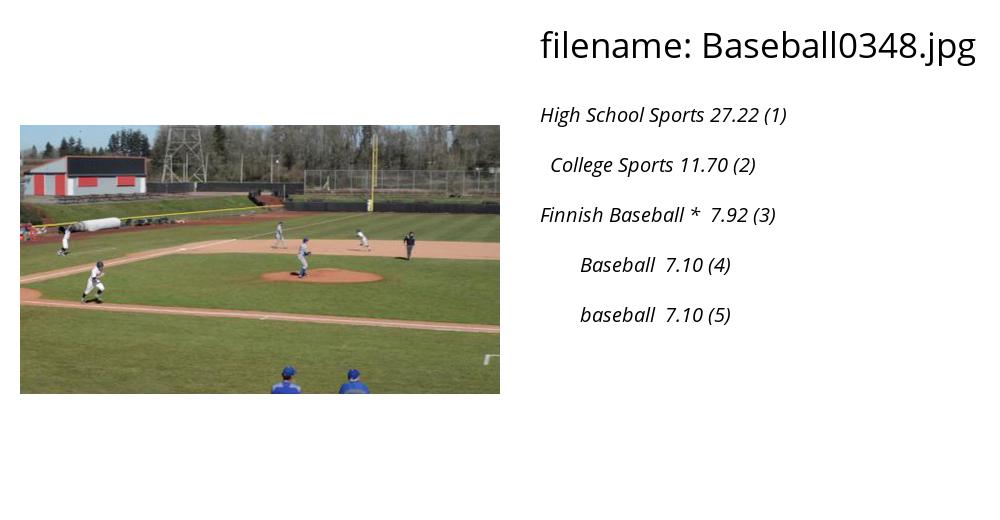 filename: Baseball0348.jpg
High School Sports 27.22 (1)
College Sports 11.70 (2)
Finnish Baseball * 7.92 (3)
Baseball 7.10 (4)
baseball 7.10 (5)